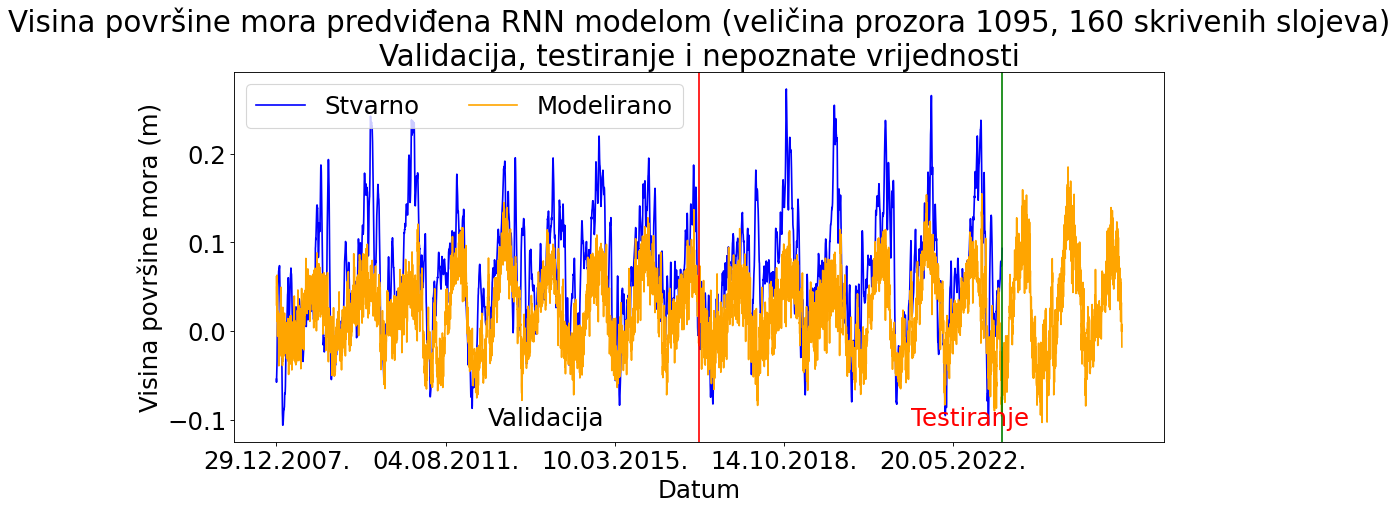 Visina površine mora predviđena RNN modelom (veličina prozora 1095, 160 skrivenih slojeva)
Validacija, testiranje i nepoznate vrijednosti
Stvarno
Modelirano
Visina površine mora (m)
0.2
0.1
0.0
−0.1
Validacija
Testiranje
29.12.2007.
04.08.2011.
10.03.2015.
14.10.2018.
20.05.2022.
Datum